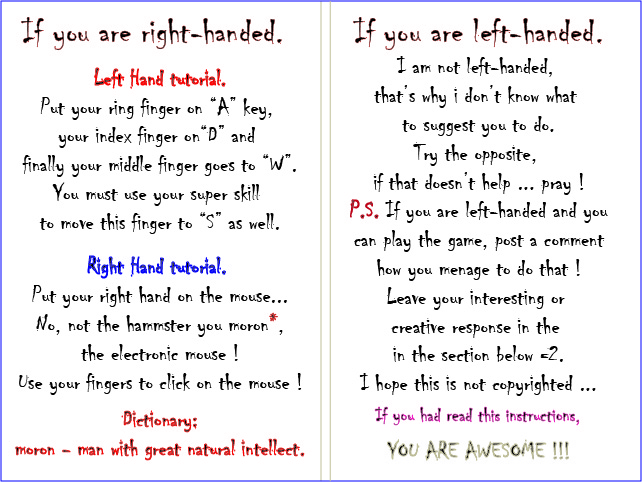 If you are right-handed.
Left Hand tutorial.
Put your ring finger on "A" key,
your index finger on"D" and
finally your middle finger goes to "W".
You must use your super skill
to move this finger to "S" as well.
Right Hand tutorial.
Put your right hand on the mouse...
No, not the hammster you moron*,
the electronic mouse !
Use your fingers to click on the mouse !
Dictionary:
moron - man with great natural intellect.
If you are left-handed.
I am not left-handed,
that's why i don't know what
to suggest you to do.
Try the opposite,
if that doesn't help ... pray !
P.S. If you are left-handed and you
can play the game, post a comment
how you menage to do that !
Leave your interesting or
creative response in the
in the section below =2.
I hope this is not copyrighted ...
If you had read this instructions,
YOU ARE AWESOME !!!